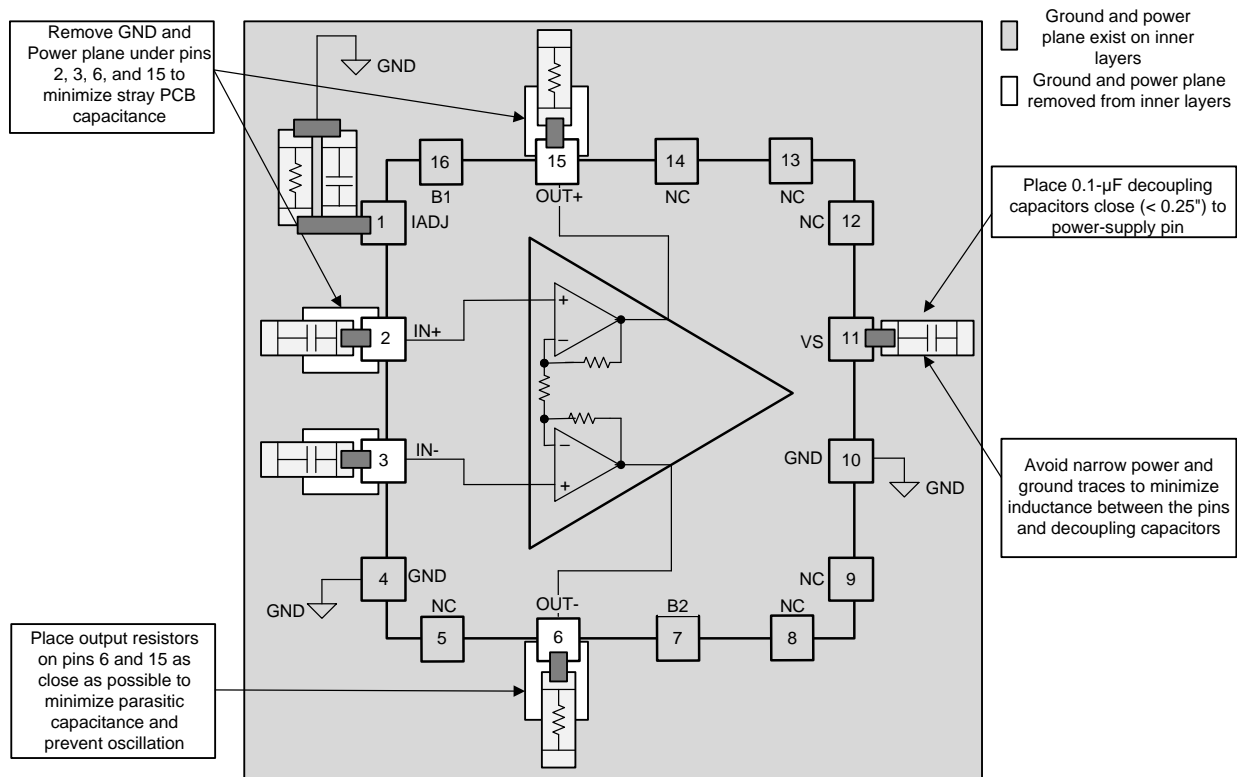 Remove GND and
Power plane under pins
2, 3, 6, and 15 to
minimize stray PCB
capacitance
GND
Ground and power
plane exist on inner
layers
Ground and power plane
removed from inner layers
16
B1
15
OUT+
14
NC
13
NC
1
IADJ
NC
12
Place 0.1-µF decoupling
capacitors close (< 0.25") to
power-supply pin
2
IN+
+
−
VS
11
3
IN-
−
+
GND
10
GND
Avoid narrow power and
ground traces to minimize
inductance between the pins
and decoupling capacitors
4
GND
GND
NC
9
NC
5
OUT-
6
B2
7
NC
8
Place output resistors
on pins 6 and 15 as
close as possible to
minimize parasitic
capacitance and
prevent oscillation